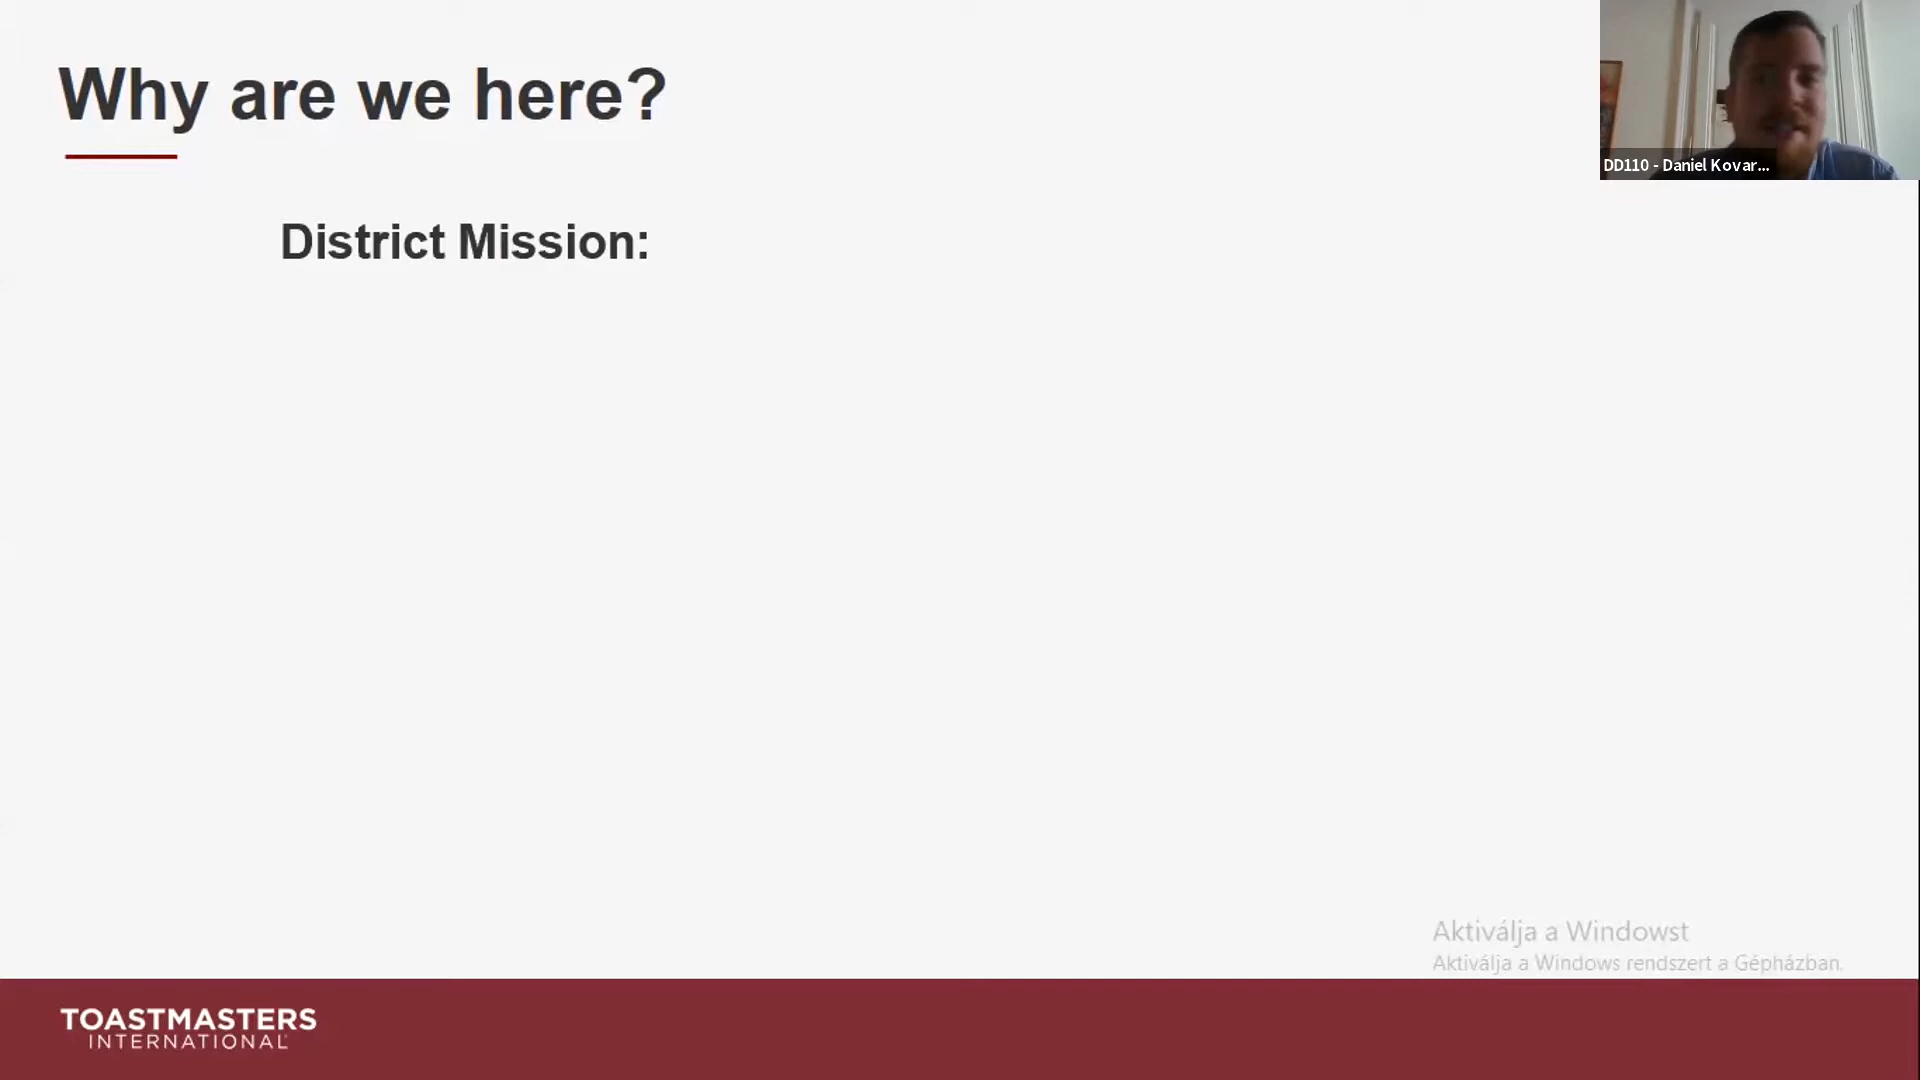 Why are we here?
DD110 - Daniel Kovar...
District Mission:
Aktiválja a Windowst
Aktiválja a Windows rendszert a Gépházban.
TOASTMASTERS
INTERNATIONAL